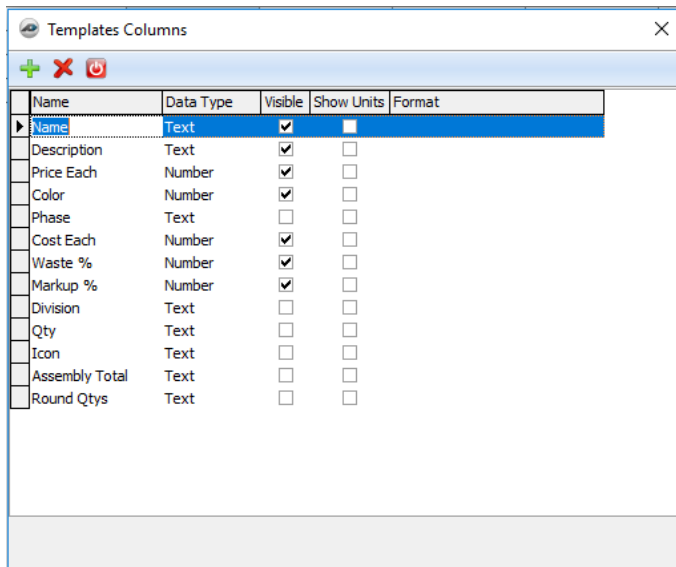 Templates Columns
Name Data Type Visible Show Units Format
Name Text
Description Text
Price Each Number
Color Number
Phase Text
Cost Each Number
Waste % Number
Markup % Number
Division Text
Qty Text
Icon Text
Assembly Total Text
Round Qtys Text